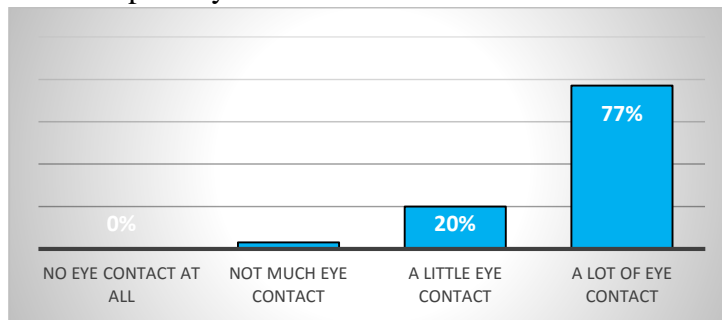 0%
20%
77%
NO EYE CONTACT AT
ALL
NOT MUCH EYE
CONTACT
A LITTLE EYE
CONTACT
A LOT OF EYE
CONTACT